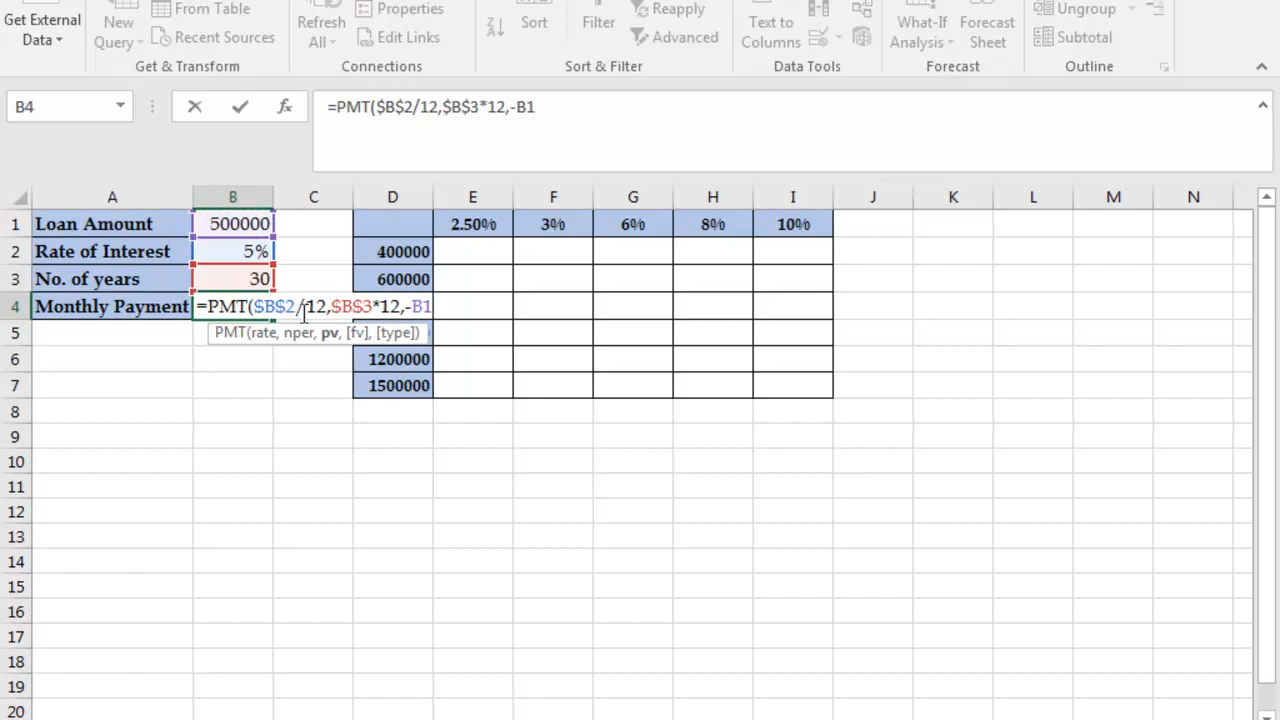 Get External
Data
New
Query
From Table
Recent Sources
Get & Transform
Refresh
All
Properties
Edit Links
Connections
Sort
Filter
Reapply
Advanced
Sort & Filter
Text to
Columns
Data Tools
What-If
Analysis
Forecast
Sheet
Forecast
Ungroup
Subtotal
Outline
B4
fx
=PMT($B$2/12,$B$3*12,-B1
A B C D E F G H I J K L M N
1 Loan Amount 500000 2.50% 3% 6% 8% 10%
2 Rate of Interest 5% 400000
3 No. of years 30 600000
4 Monthly Payment =PMT($B$2/12,$B$3*12,-B1
5 PMT(rate, nper, pv, [fv], [type])
6 1200000
7 1500000
8
9
10
11
12
13
14
15
16
17
18
19
20